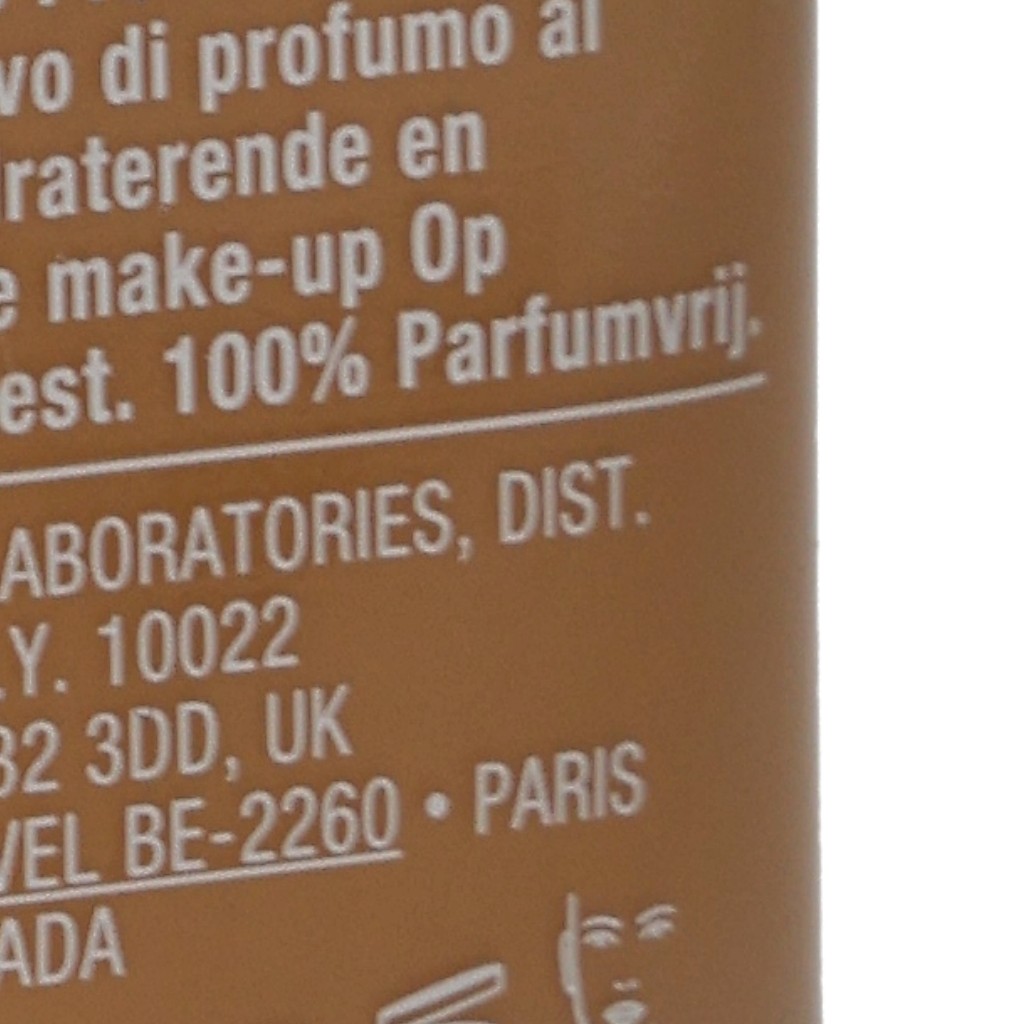 vo di profumo al
raterende en
e make-up Op
est. 100% Parfumvrij.
LABORATORIES, DIST.
.Y. 10022
32 3DD, UK
VEL BE-2260 • PARIS
ADA